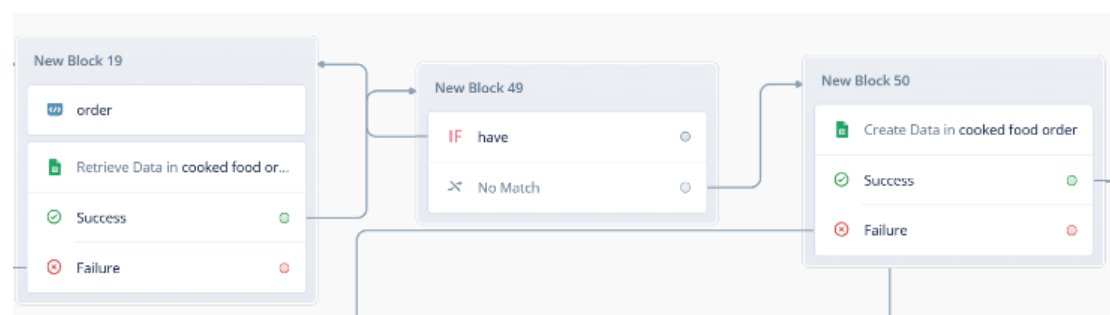 New Block 19
order
Retrieve Data in cooked food or...
Success
Failure
New Block 49
IF have
No Match
New Block 50
Create Data in cooked food order
Success
Failure